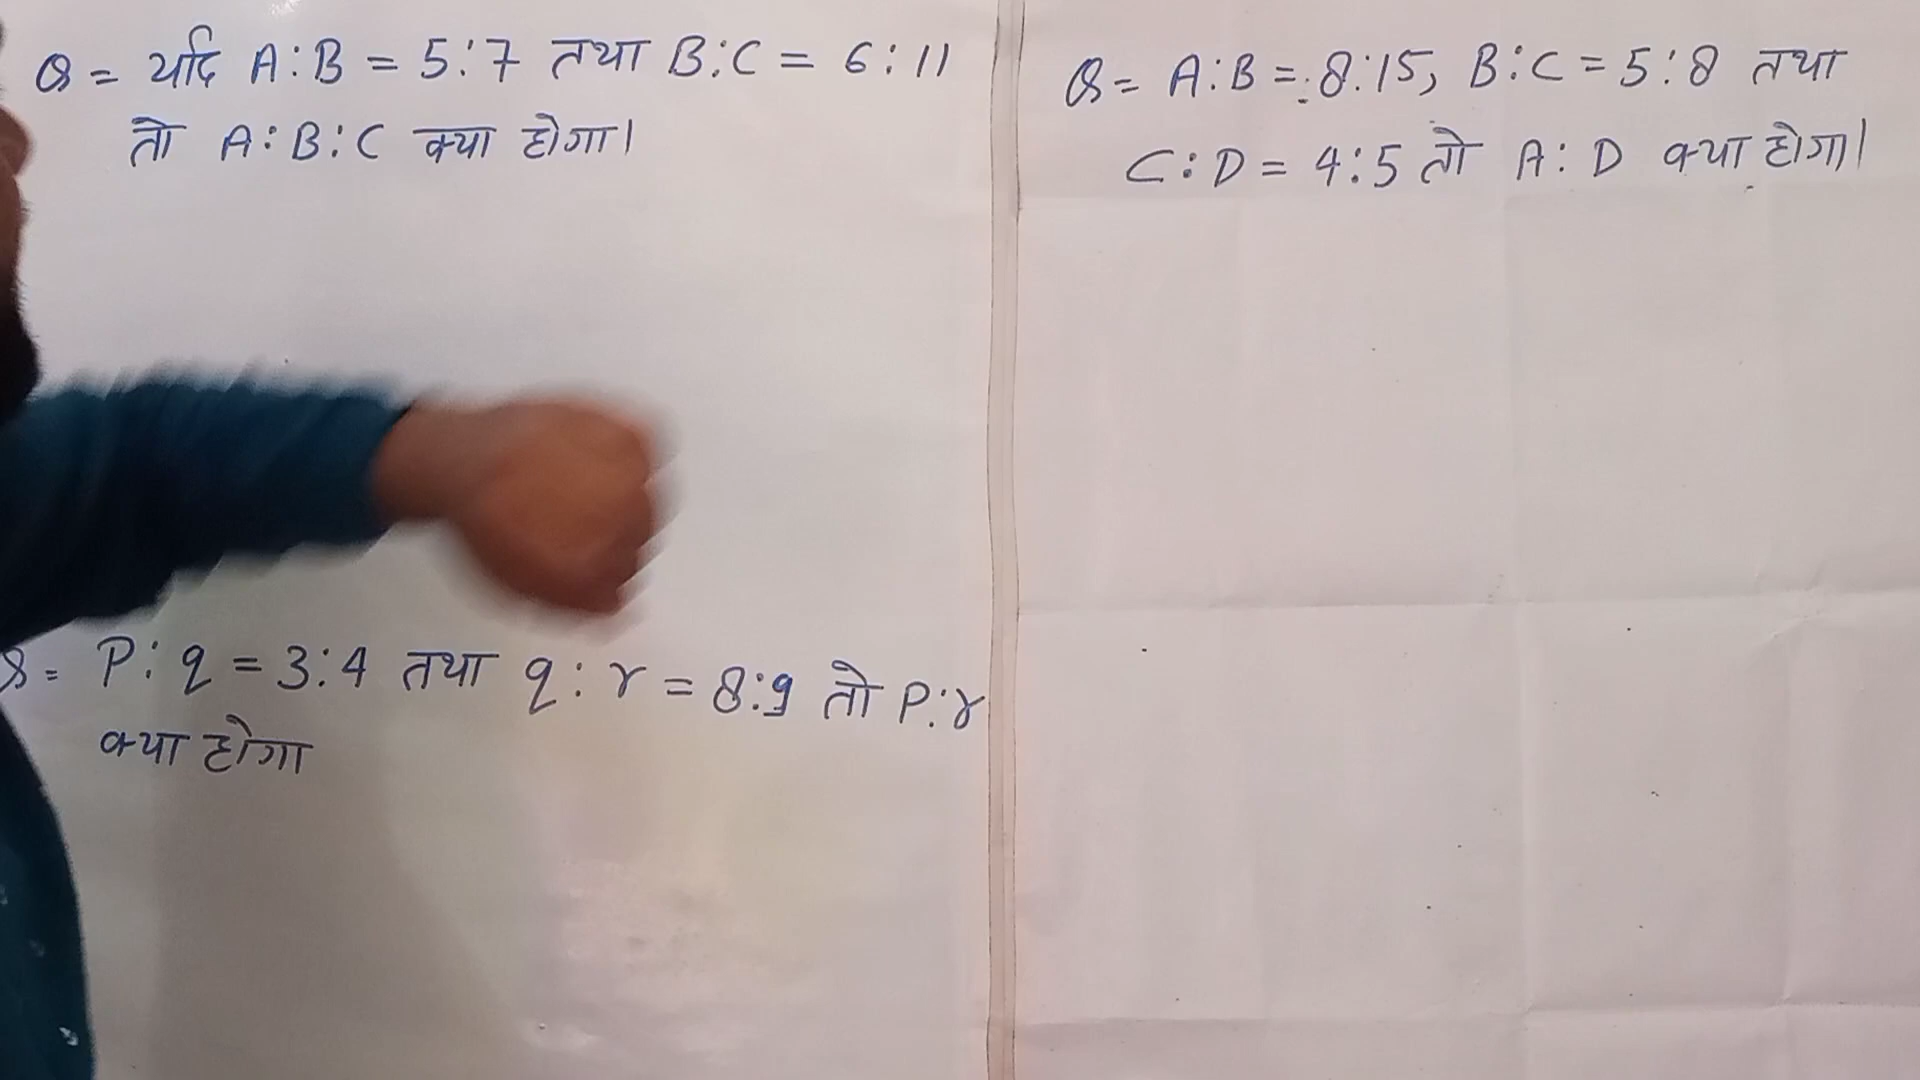 Q = यदि A:B = 5:7 तथा B:C = 6:11
तो A:B:C क्या होगा।
Q = P:q = 3:4 तथा q:r = 8:9 तो P:r
क्या होगा
Q = A:B = 8:15, B:C = 5:8 तथा
C:D = 4:5 तो A:D क्या होगा।